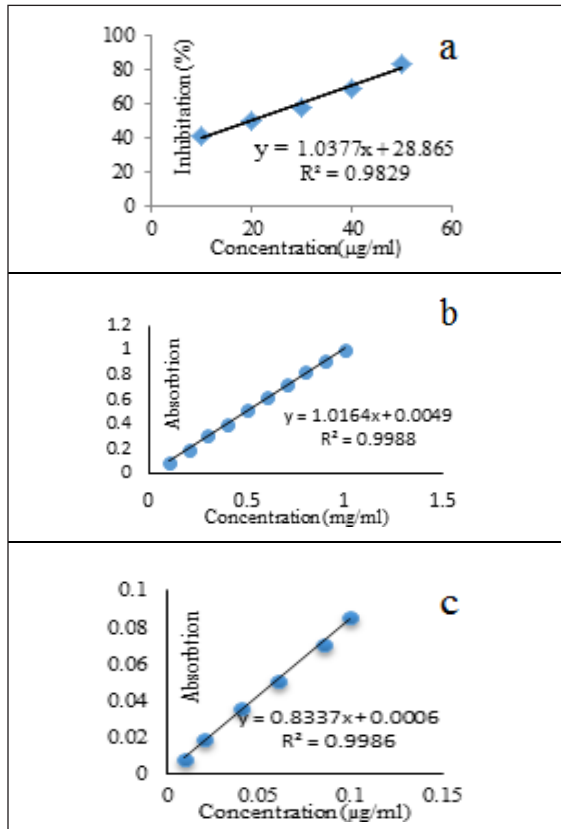 a
Inhibitation (%)
100
80
60
40
20
0
y = 1.0377x + 28.865
R² = 0.9829
0 20 40 60
Concentration(µg/ml)
b
Absorbtion
1.2
1
0.8
0.6
0.4
0.2
0
y = 1.0164x + 0.0049
R² = 0.9988
0 0.5 1 1.5
Concentration (mg/ml)
c
Absorbtion
0.1
0.08
0.06
0.04
0.02
0
y = 0.8337x + 0.0006
R² = 0.9986
0 0.05 0.1 0.15
Concentration (µg/ml)